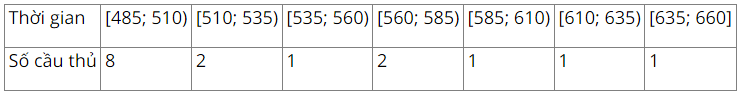 Thời gian [485; 510) [510; 535) [535; 560) [560; 585) [585; 610) [610; 635) [635; 660]
Số cầu thủ 8 2 1 2 1 1 1